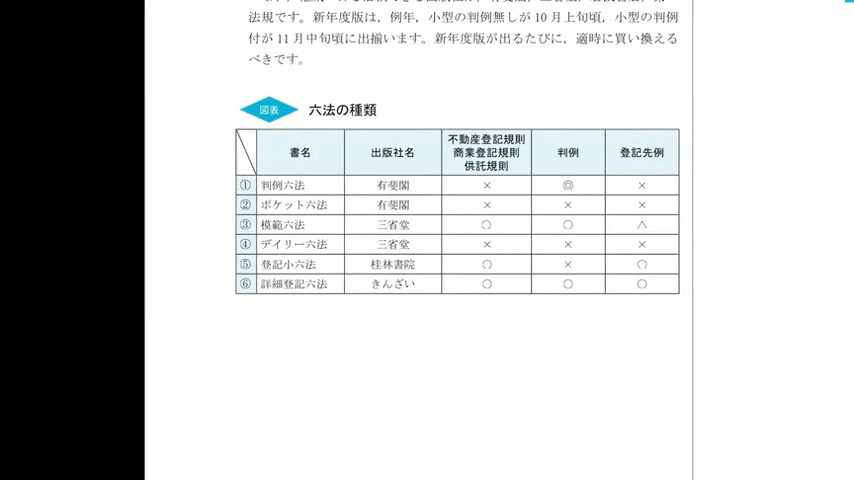 法規です。新年度版は，例年，小型の判例無しが10月上旬頃，小型の判例
付が11月中旬頃に出揃います。新年度版が出るたびに，適時に買い換える
べきです。
図表 六法の種類
書名 出版社名 不動産登記規則 商業登記規則 供託規則 判例 登記先例
① 判例六法 有斐閣 × ◎ ×
② ポケット六法 有斐閣 × × ×
③ 模範六法 三省堂 ○ ○ △
④ デイリー六法 三省堂 × × ×
⑤ 登記小六法 桂林書院 ○ × ○
⑥ 詳細登記六法 きんざい ○ ○ ○